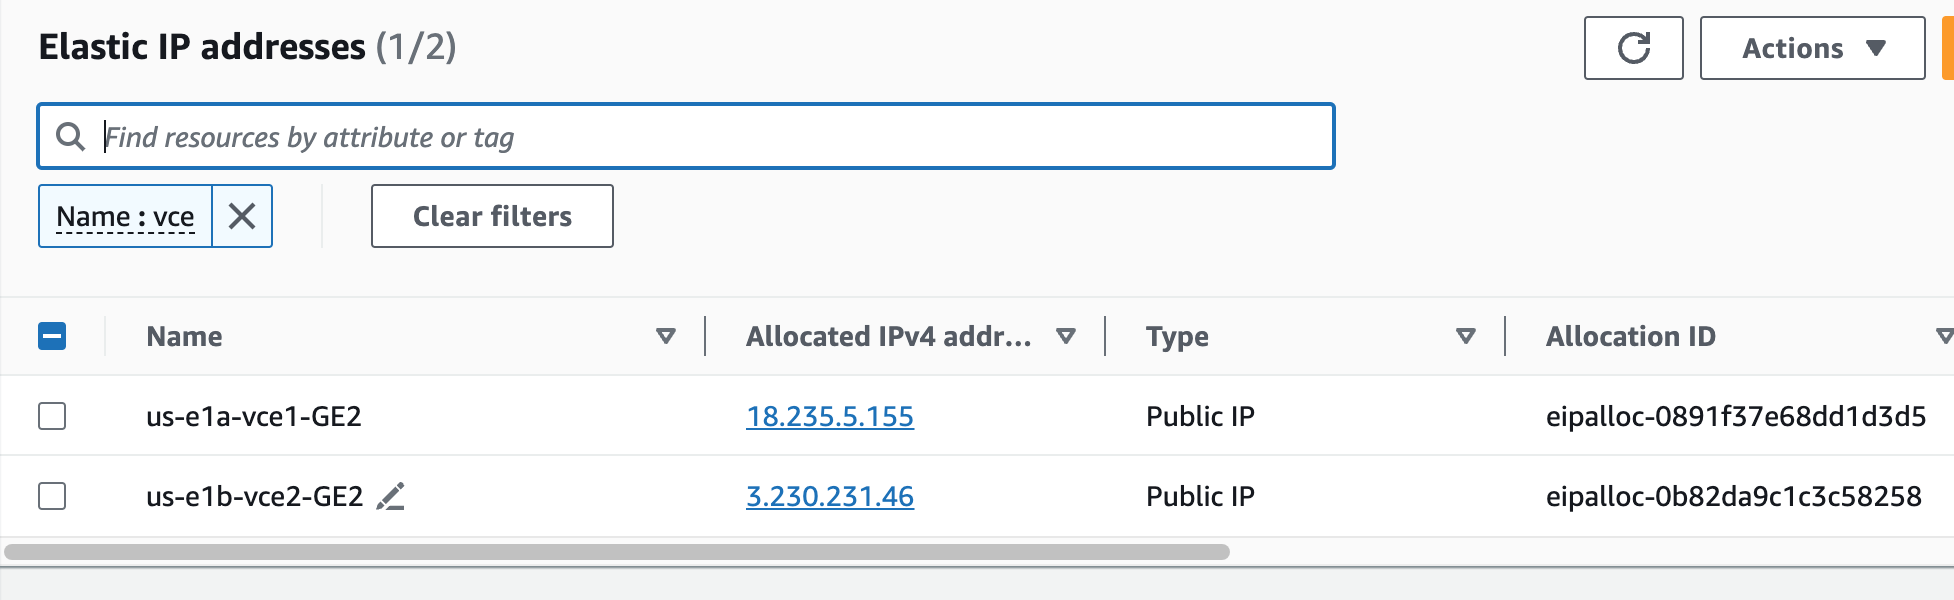 Elastic IP addresses (1/2)
Actions
Find resources by attribute or tag
Name : vce
Clear filters
Name Allocated IPv4 addr... Type Allocation ID
us-e1a-vce1-GE2 18.235.5.155 Public IP eipalloc-0891f37e68dd1d3d5
us-e1b-vce2-GE2 3.230.231.46 Public IP eipalloc-0b82da9c1c3c58258